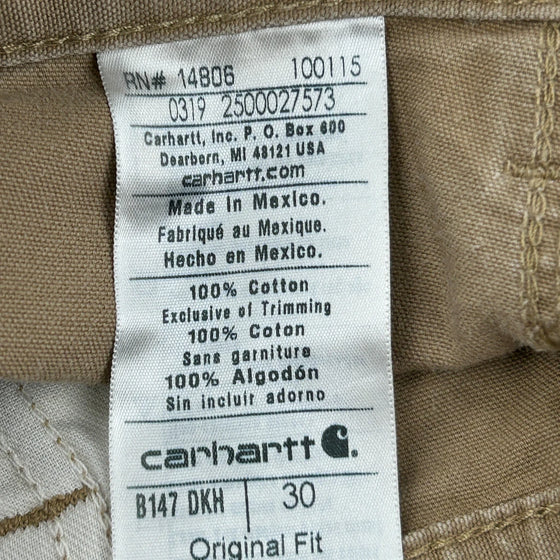 RN# 14806 100115
0319 2500027573
Carhartt, Inc. P. O. Box 600
Dearborn, MI 48121 USA
carhartt.com
Made in Mexico.
Fabriqué au Mexique.
Hecho en Mexico.
100% Cotton
Exclusive of Trimming
100% Coton
Sans garniture
100% Algodón
Sin incluir adorno
carhartt
B147 DKH | 30
Original Fit